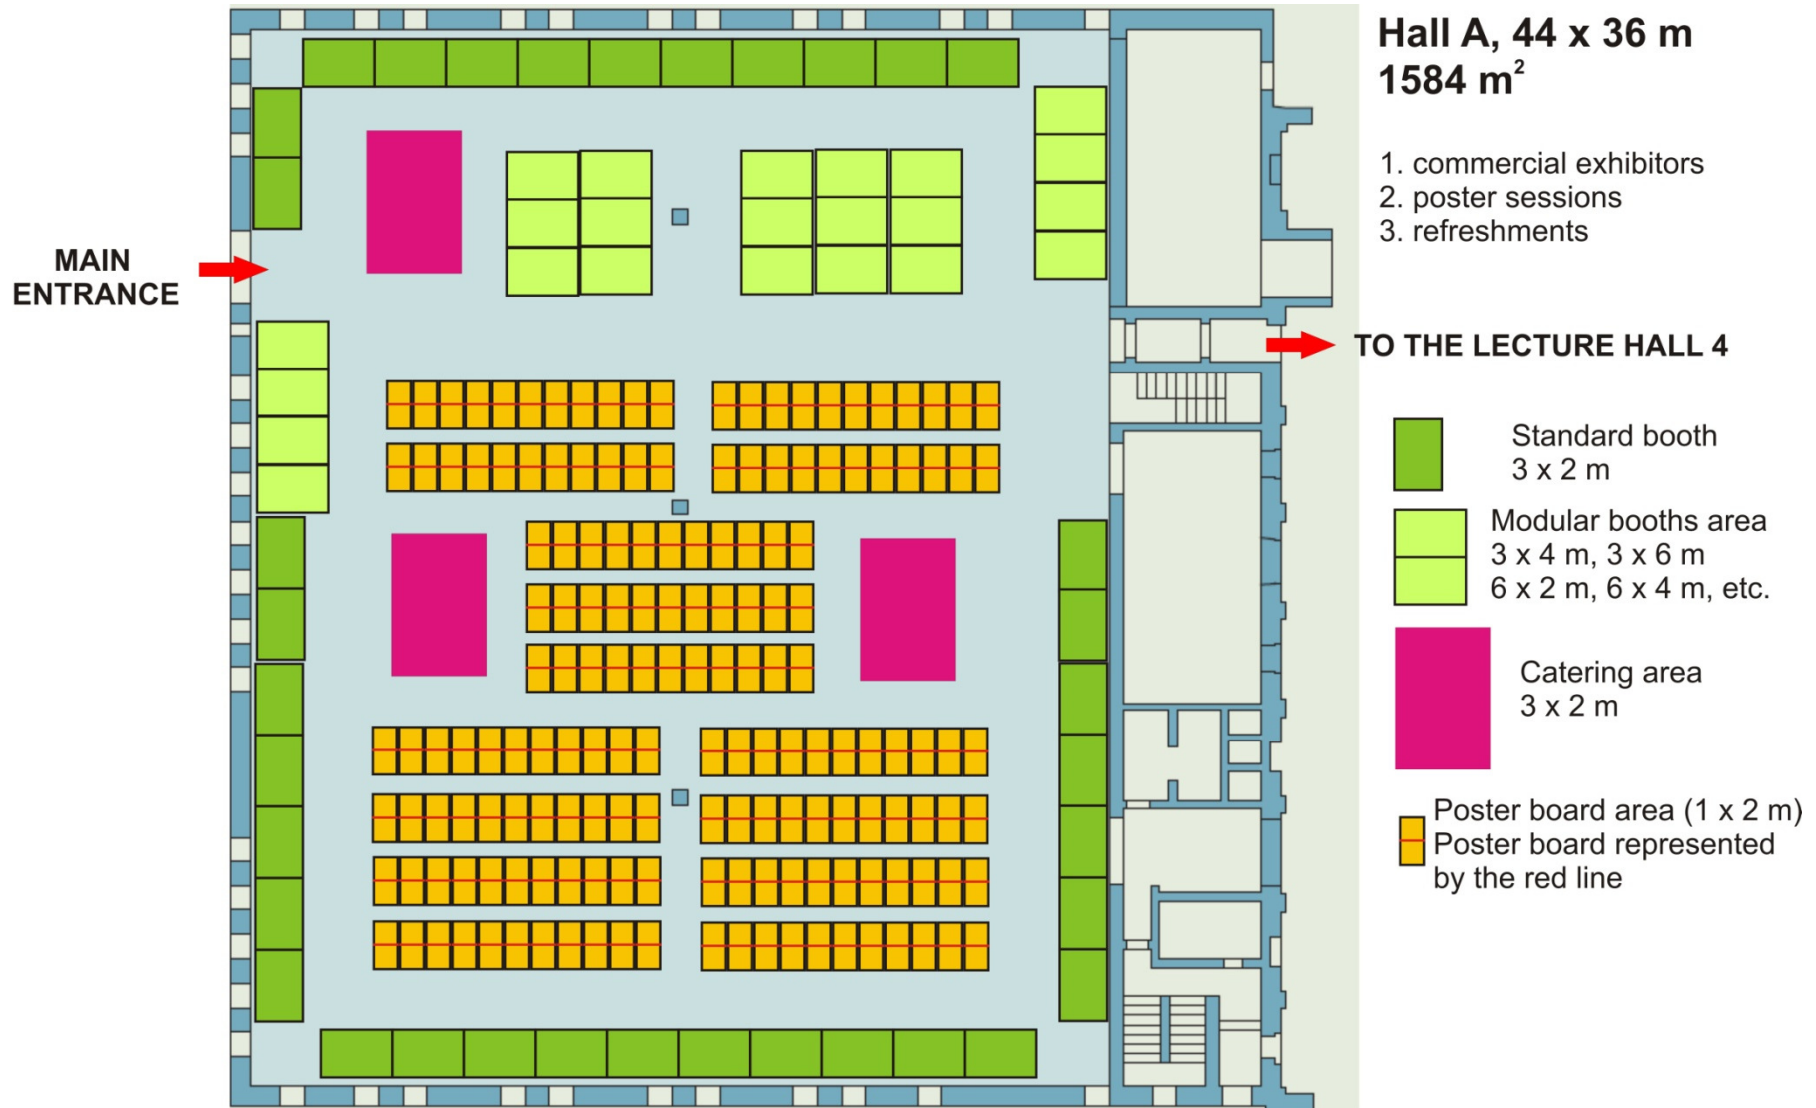 Hall A, 44 x 36 m
1584 m²
1. commercial exhibitors
2. poster sessions
3. refreshments
MAIN
ENTRANCE
TO THE LECTURE HALL 4
Standard booth
3 x 2 m
Modular booths area
3 x 4 m, 3 x 6 m
6 x 2 m, 6 x 4 m, etc.
Catering area
3 x 2 m
Poster board area (1 x 2 m)
Poster board represented
by the red line